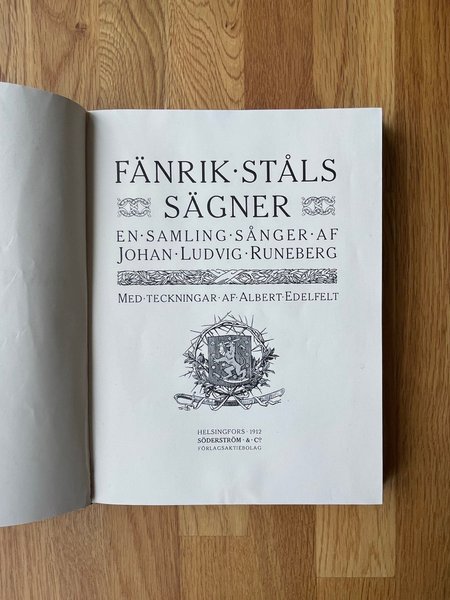 FÄNRIK·STÅLS
SÄGNER
EN·SAMLING·SÅNGER·AF
JOHAN·LUDVIG·RUNEBERG
MED·TECKNINGAR·AF·ALBERT·EDELFELT
HELSINGFORS·1912
SÖDERSTRÖM·&·Cº
FÖRLAGSAKTIEBOLAG